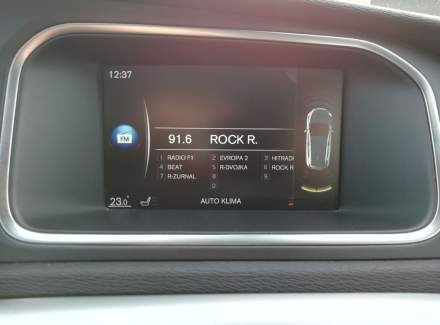 12:37
FM
91.6 ROCK R.
1 RADIO F1 2 EVROPA 2 3 HITRADI
4 BEAT 5 R-DVOJKA 6 ROCK R
7 R-ZURNAL 8 9
0
23.0° AUTO KLIMA